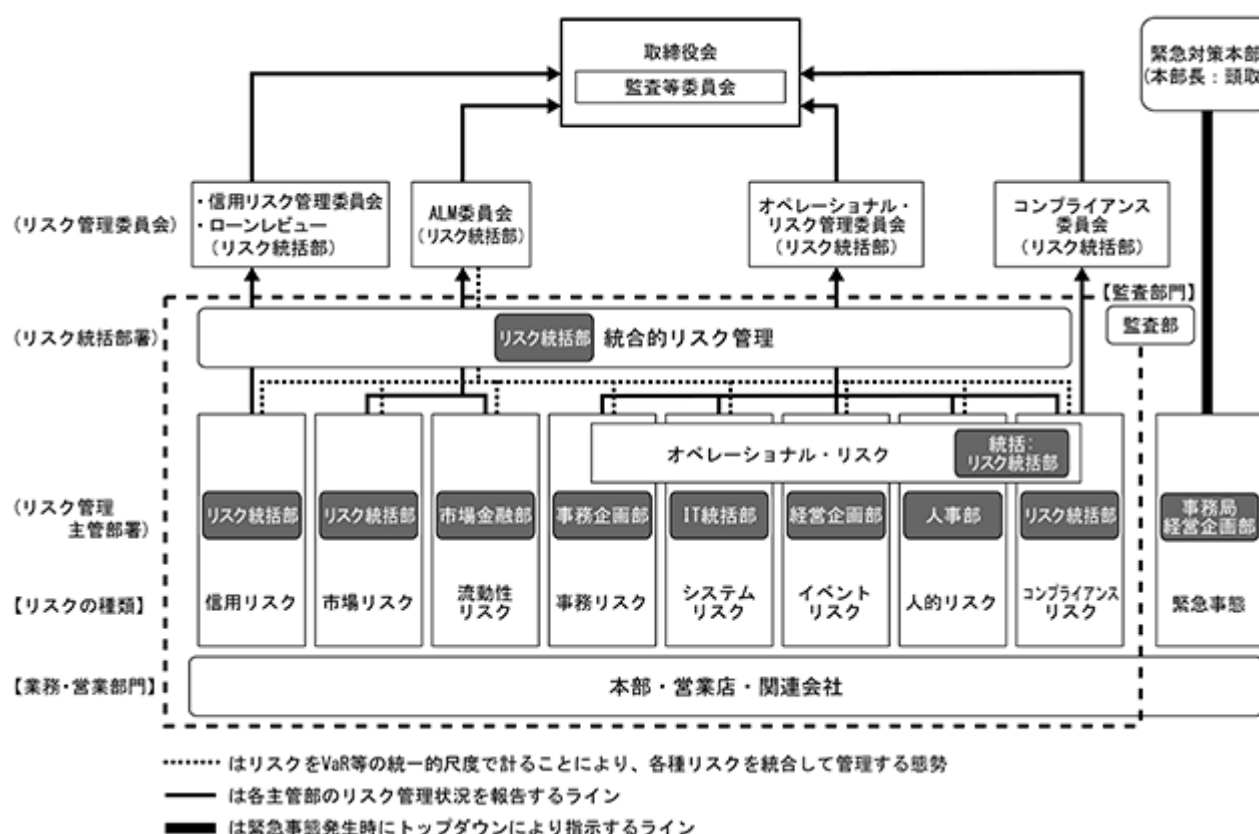 取締役会
監査等委員会
緊急対策本部
(本部長:頭取
(リスク管理委員会)
・信用リスク管理委員会
・ローンレビュー
(リスク統括部)
ALM委員会
(リスク統括部)
オペレーショナル・
リスク管理委員会
(リスク統括部)
コンプライアンス
委員会
(リスク統括部)
【監査部門】
監査部
(リスク統括部署)
リスク統括部 統合的リスク管理
オペレーショナル・リスク
統括:
リスク統括部
(リスク管理
主管部署)
リスク統括部
リスク統括部
市場金融部
事務企画部
IT統括部
経営企画部
人事部
リスク統括部
事務局
経営企画部
【リスクの種類】
信用リスク
市場リスク
流動性
リスク
事務リスク
システム
リスク
イベント
リスク
人的リスク
コンプライアンス
リスク
緊急事態
【業務・営業部門】
本部・営業店・関連会社
はリスクをVaR等の統一的尺度で計ることにより、各種リスクを統合して管理する態勢
は各主管部のリスク管理状況を報告するライン
は緊急事態発生時にトップダウンにより指示するライン